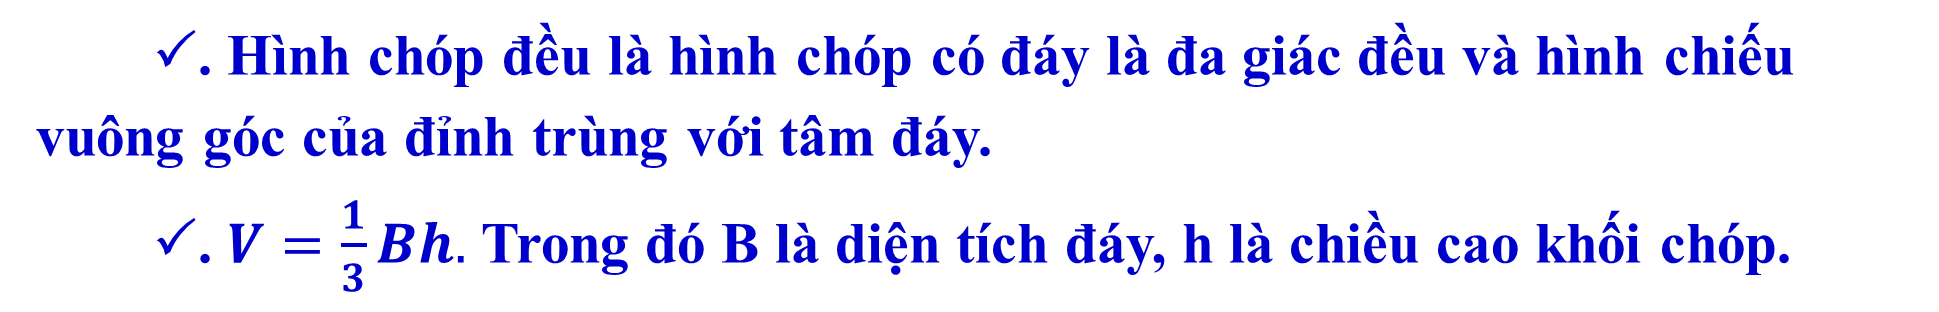 ✓. Hình chóp đều là hình chóp có đáy là đa giác đều và hình chiếu
vuông góc của đỉnh trùng với tâm đáy.
✓. V = 1/3 Bh. Trong đó B là diện tích đáy, h là chiều cao khối chóp.